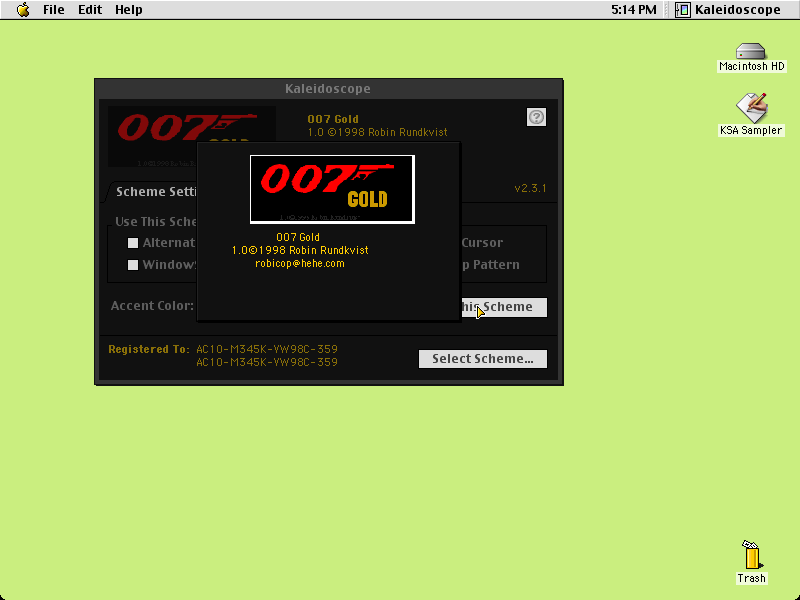 File Edit Help
5:14 PM Kaleidoscope
Macintosh HD
KSA Sampler
Kaleidoscope
007
007 Gold
1.0 ©1998 Robin Rundkvist
?
v2.3.1
007
GOLD
007 Gold
1.0©1998 Robin Rundkvist
robicop@hehe.com
Scheme Setti
Use This Sche
Alternat
Cursor
Window
p Pattern
Accent Color:
his Scheme
Registered To: AC10-M345K-VW98C-359
AC10-M345K-VW98C-359
Select Scheme...
Trash